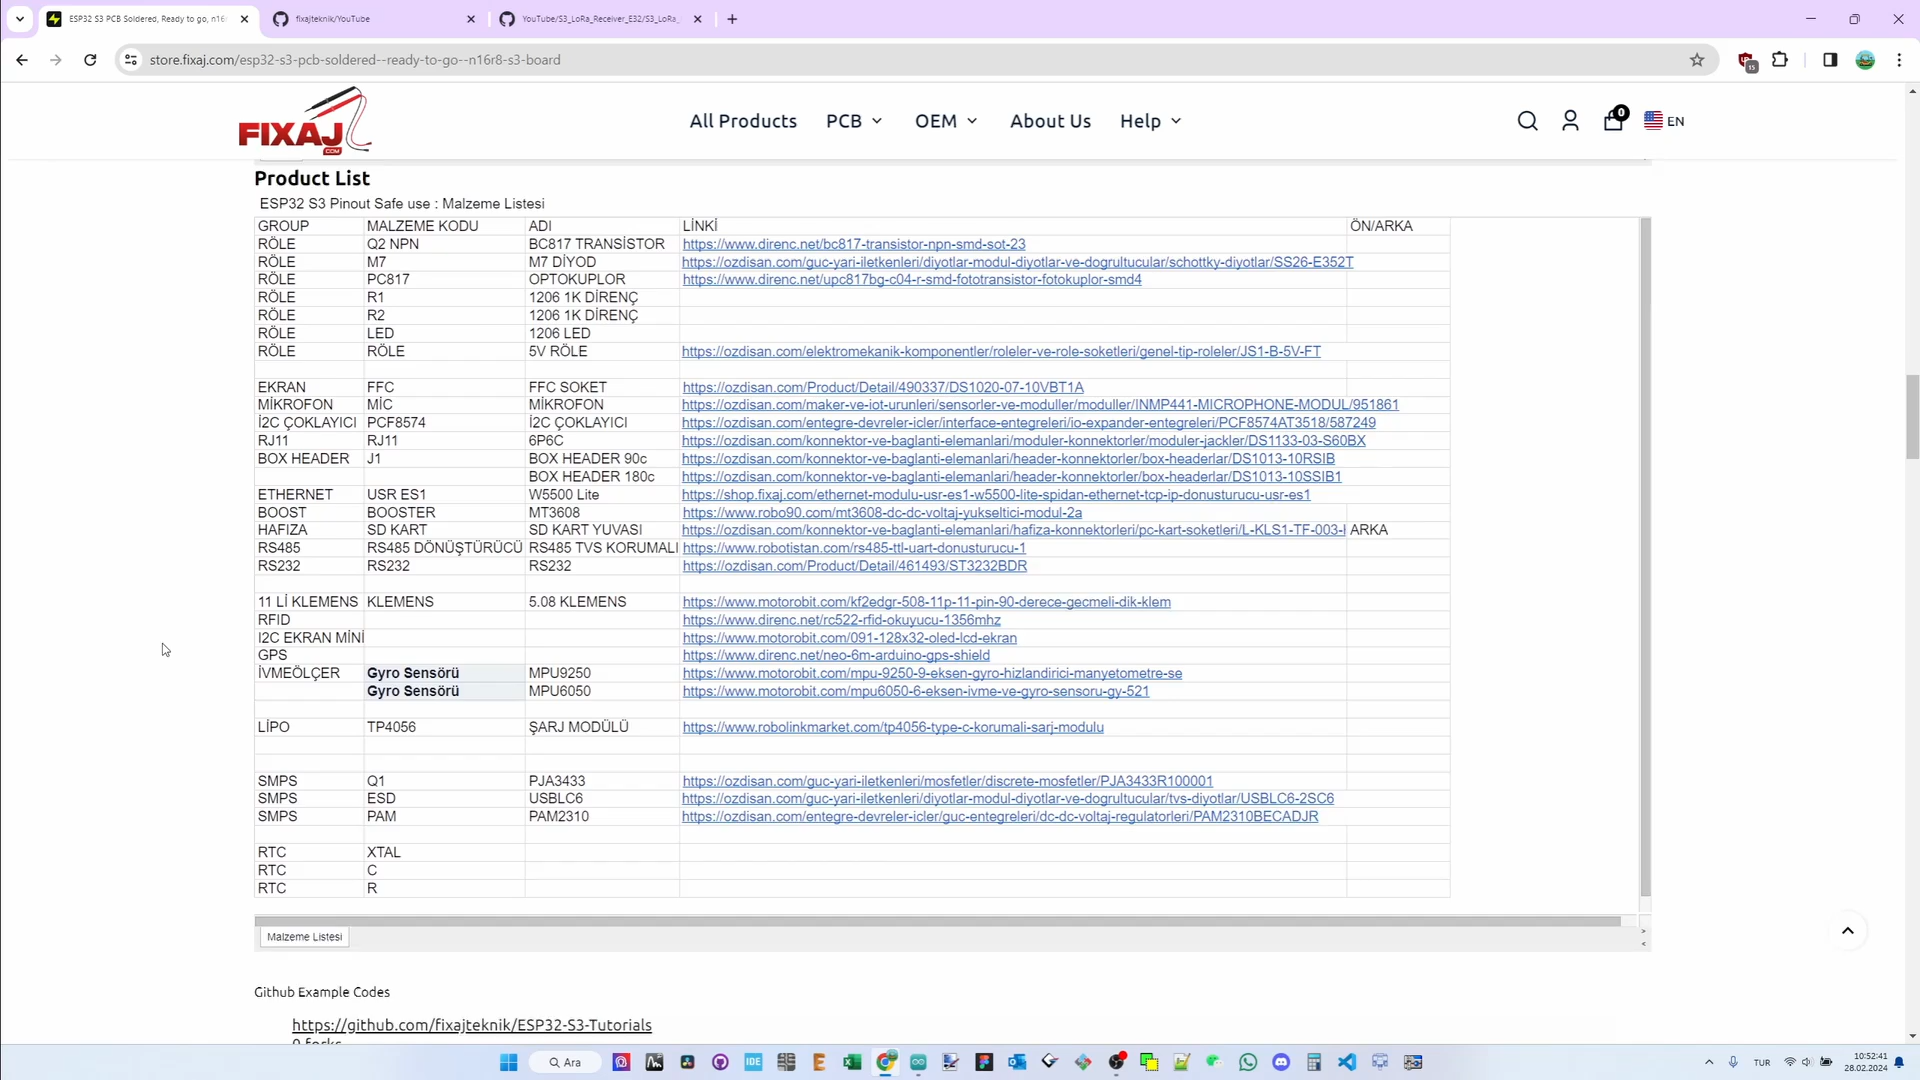 ESP32 S3 PCB Soldered, Ready to go, n16
fixajteknik/YouTube
YouTube/S3_LoRa_Receiver_E32/S3_LoRa_
store.fixaj.com/esp32-s3-pcb-soldered--ready-to-go--n16r8-s3-board
15
FIXAJ
.COM
All Products
PCB
OEM
About Us
Help
0
EN
Product List
ESP32 S3 Pinout Safe use : Malzeme Listesi
GROUP MALZEME KODU ADI LİNKİ ÖN/ARKA
RÖLE Q2 NPN BC817 TRANSİSTOR https://www.direnc.net/bc817-transistor-npn-smd-sot-23
RÖLE M7 M7 DİYOD https://ozdisan.com/guc-yari-iletkenleri/diyotlar-modul-diyotlar-ve-dogrultucular/schottky-diyotlar/SS26-E352T
RÖLE PC817 OPTOKUPLOR https://www.direnc.net/upc817bg-c04-r-smd-fototransistor-fotokuplor-smd4
RÖLE R1 1206 1K DİRENÇ
RÖLE R2 1206 1K DİRENÇ
RÖLE LED 1206 LED
RÖLE RÖLE 5V RÖLE https://ozdisan.com/elektromekanik-komponentler/roleler-ve-role-soketleri/genel-tip-roleler/JS1-B-5V-FT
EKRAN FFC FFC SOKET https://ozdisan.com/Product/Detail/490337/DS1020-07-10VBT1A
MİKROFON MİC MİKROFON https://ozdisan.com/maker-ve-iot-urunleri/sensorler-ve-moduller/moduller/INMP441-MICROPHONE-MODUL/951861
İ2C ÇOKLAYICI PCF8574 İ2C ÇOKLAYICI https://ozdisan.com/entegre-devreler-icler/interface-entegreleri/io-expander-entegreleri/PCF8574AT3518/587249
RJ11 RJ11 6P6C https://ozdisan.com/konnektor-ve-baglanti-elemanlari/moduler-konnektorler/moduler-jackler/DS1133-03-S60BX
BOX HEADER J1 BOX HEADER 90c https://ozdisan.com/konnektor-ve-baglanti-elemanlari/header-konnektorler/box-headerlar/DS1013-10RSIB
BOX HEADER 180c https://ozdisan.com/konnektor-ve-baglanti-elemanlari/header-konnektorler/box-headerlar/DS1013-10SSIB1
ETHERNET USR ES1 W5500 Lite https://shop.fixaj.com/ethernet-modulu-usr-es1-w5500-lite-spidan-ethernet-tcp-ip-donusturucu-usr-es1
BOOST BOOSTER MT3608 https://www.robo90.com/mt3608-dc-dc-voltaj-yukseltici-modul-2a
HAFIZA SD KART SD KART YUVASI https://ozdisan.com/konnektor-ve-baglanti-elemanlari/hafiza-konnektorleri/pc-kart-soketleri/L-KLS1-TF-003- ARKA
RS485 RS485 DÖNÜŞTÜRÜCÜ RS485 TVS KORUMALI https://www.robotistan.com/rs485-ttl-uart-donusturucu-1
RS232 RS232 RS232 https://ozdisan.com/Product/Detail/461493/ST3232BDR
11 Lİ KLEMENS KLEMENS 5.08 KLEMENS https://www.motorobit.com/kf2edgr-508-11p-11-pin-90-derece-gecmeli-dik-klem
RFID https://www.direnc.net/rc522-rfid-okuyucu-1356mhz
I2C EKRAN MİNİ https://www.motorobit.com/091-128x32-oled-lcd-ekran
GPS https://www.direnc.net/neo-6m-arduino-gps-shield
İVMEÖLÇER Gyro Sensörü MPU9250 https://www.motorobit.com/mpu-9250-9-eksen-gyro-hizlandirici-manyetometre-se
Gyro Sensörü MPU6050 https://www.motorobit.com/mpu6050-6-eksen-ivme-ve-gyro-sensoru-gy-521
LİPO TP4056 ŞARJ MODÜLÜ https://www.robolinkmarket.com/tp4056-type-c-korumali-sarj-modulu
SMPS Q1 PJA3433 https://ozdisan.com/guc-yari-iletkenleri/mosfetler/discrete-mosfetler/PJA3433R100001
SMPS ESD USBLC6 https://ozdisan.com/guc-yari-iletkenleri/diyotlar-modul-diyotlar-ve-dogrultucular/tvs-diyotlar/USBLC6-2SC6
SMPS PAM PAM2310 https://ozdisan.com/entegre-devreler-icler/guc-entegreleri/dc-dc-voltaj-regulatorleri/PAM2310BECADJR
RTC XTAL
RTC C
RTC R
Malzeme Listesi
Github Example Codes
https://github.com/fixajteknik/ESP32-S3-Tutorials
0 forks
Ara
IDE
TUR
10:52:41
28.02.2024